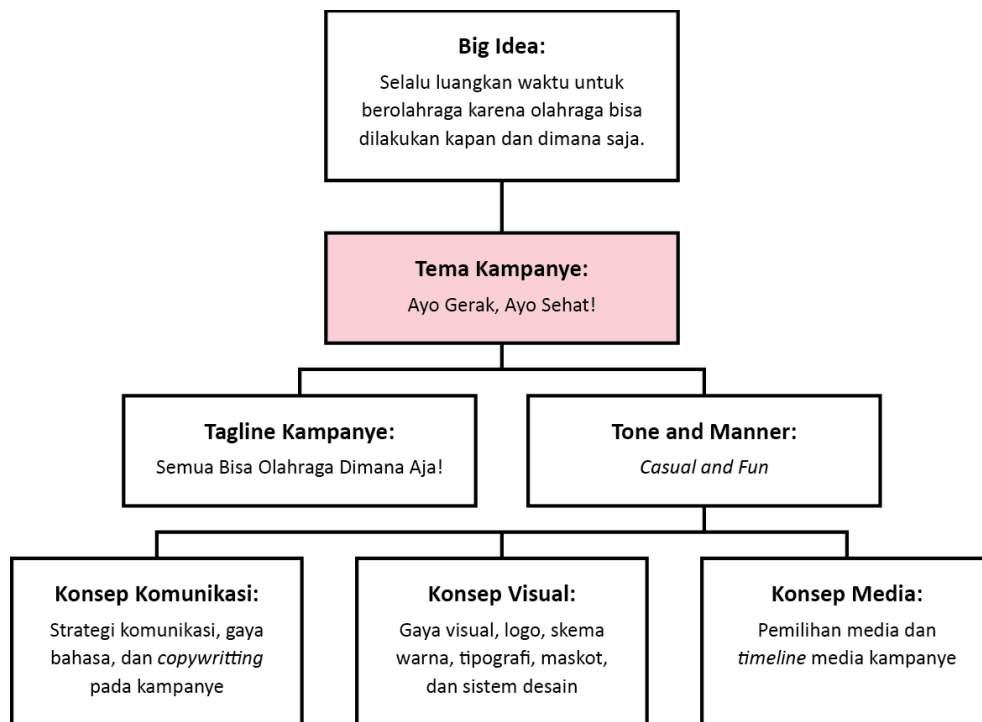 Big Idea:
Selalu luangkan waktu untuk
berolahraga karena olahraga bisa
dilakukan kapan dan dimana saja.
Tema Kampanye:
Ayo Gerak, Ayo Sehat!
Tagline Kampanye:
Semua Bisa Olahraga Dimana Aja!
Tone and Manner:
Casual and Fun
Konsep Komunikasi:
Strategi komunikasi, gaya
bahasa, dan copywritting
pada kampanye
Konsep Visual:
Gaya visual, logo, skema
warna, tipografi, maskot,
dan sistem desain
Konsep Media:
Pemilihan media dan
timeline media kampanye